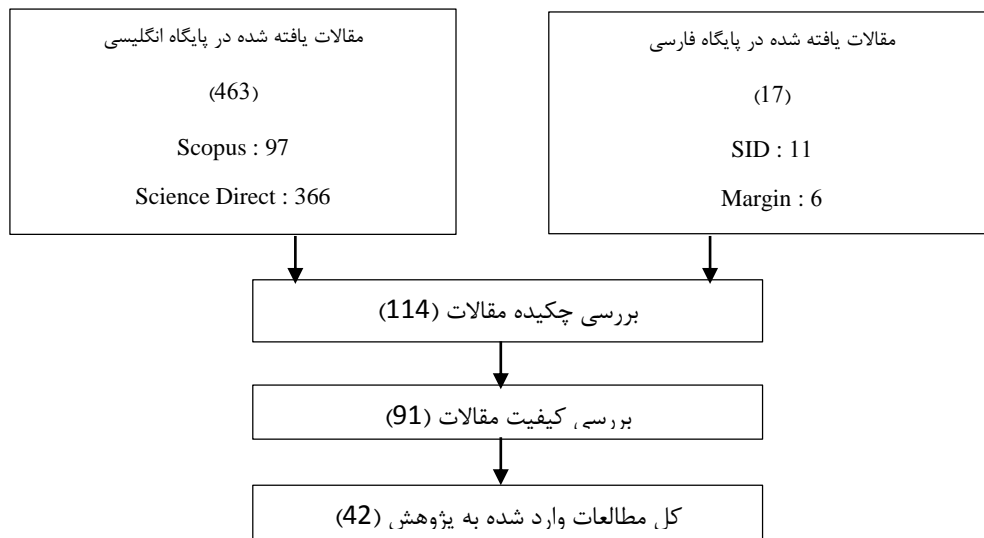 مقالات یافته شده در پایگاه فارسی
(17)
SID : 11
Margin : 6
مقالات یافته شده در پایگاه انگلیسی
(463)
Scopus : 97
Science Direct : 366
بررسی چکیده مقالات (114)
بررسی کیفیت مقالات (91)
کل مطالعات وارد شده به پژوهش (42)